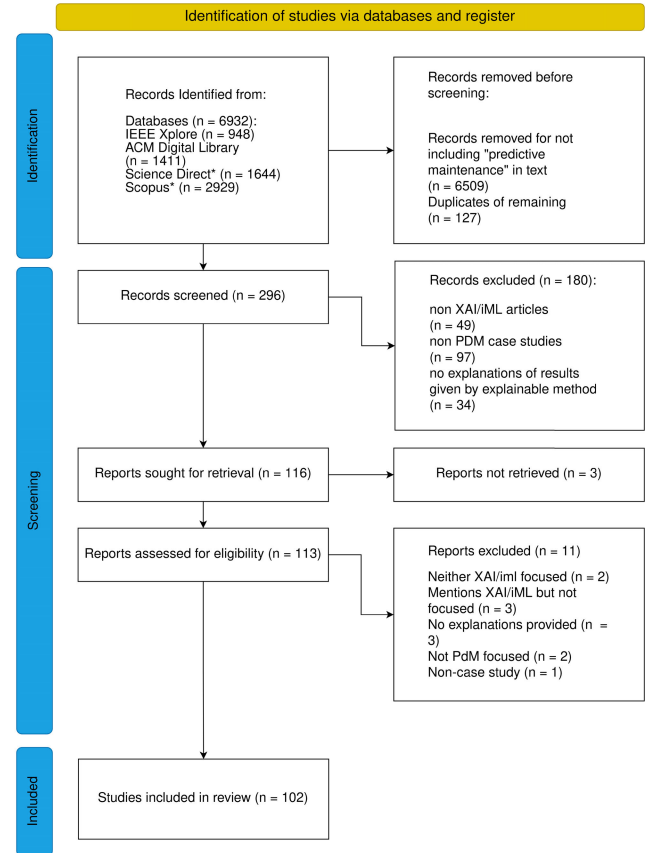 Identification of studies via databases and register
Identification
Records Identified from:
Databases (n = 6932):
IEEE Xplore (n = 948)
ACM Digital Library
(n = 1411)
Science Direct* (n = 1644)
Scopus* (n = 2929)
Records removed before
screening:
Records removed for not
including "predictive
maintenance" in text
(n = 6509)
Duplicates of remaining
(n = 127)
Screening
Records screened (n = 296)
Records excluded (n = 180):
non XAI/iML articles
(n = 49)
non PDM case studies
(n = 97)
no explanations of results
given by explainable method
(n = 34)
Reports sought for retrieval (n = 116)
Reports not retrieved (n = 3)
Reports assessed for eligibility (n = 113)
Reports excluded (n = 11)
Neither XAI/iml focused (n = 2)
Mentions XAI/iML but not
focused (n = 3)
No explanations provided (n =
3)
Not PdM focused (n = 2)
Non-case study (n = 1)
Included
Studies included in review (n = 102)